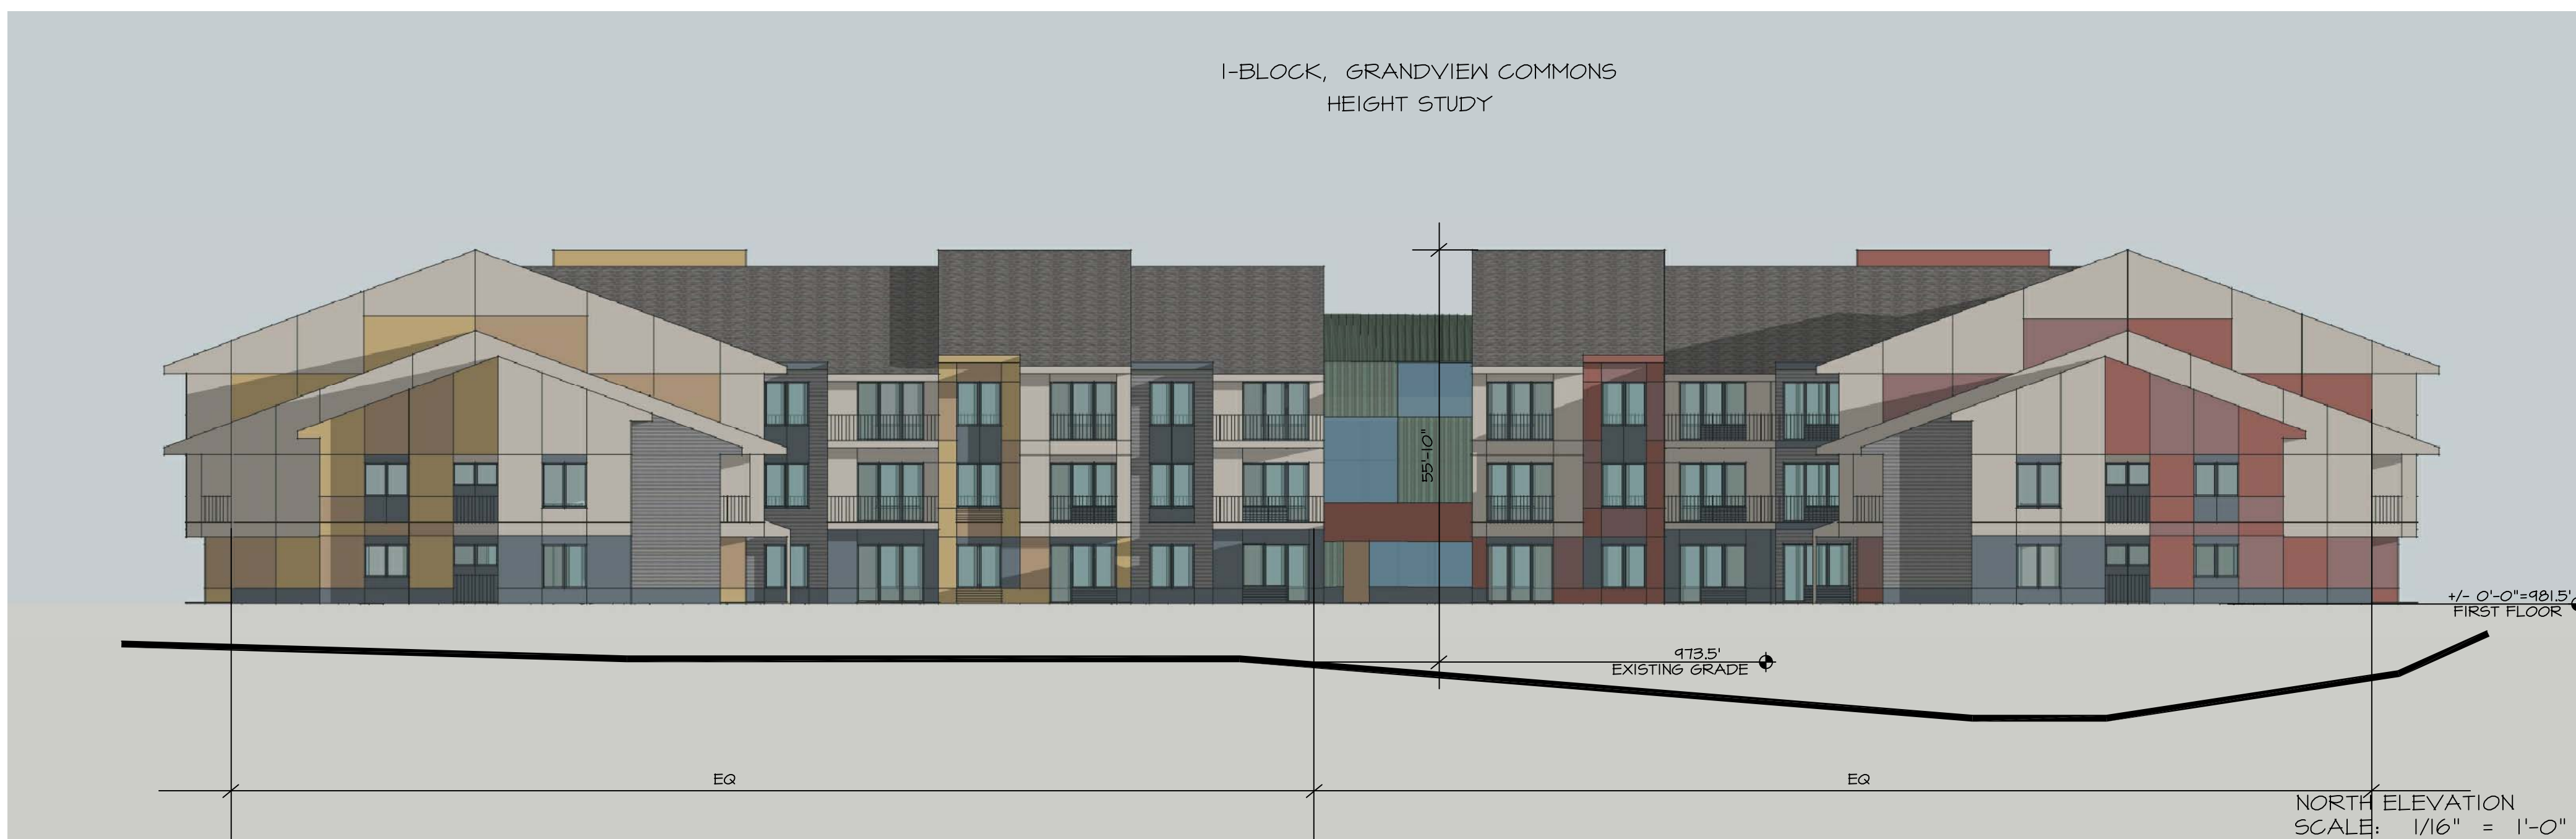 I-BLOCK, GRANDVIEW COMMONS
HEIGHT STUDY
55'-10"
+/- 0'-0"=981.5'
FIRST FLOOR
973.5'
EXISTING GRADE
EQ
EQ
NORTH ELEVATION
SCALE: 1/16" = 1'-0"